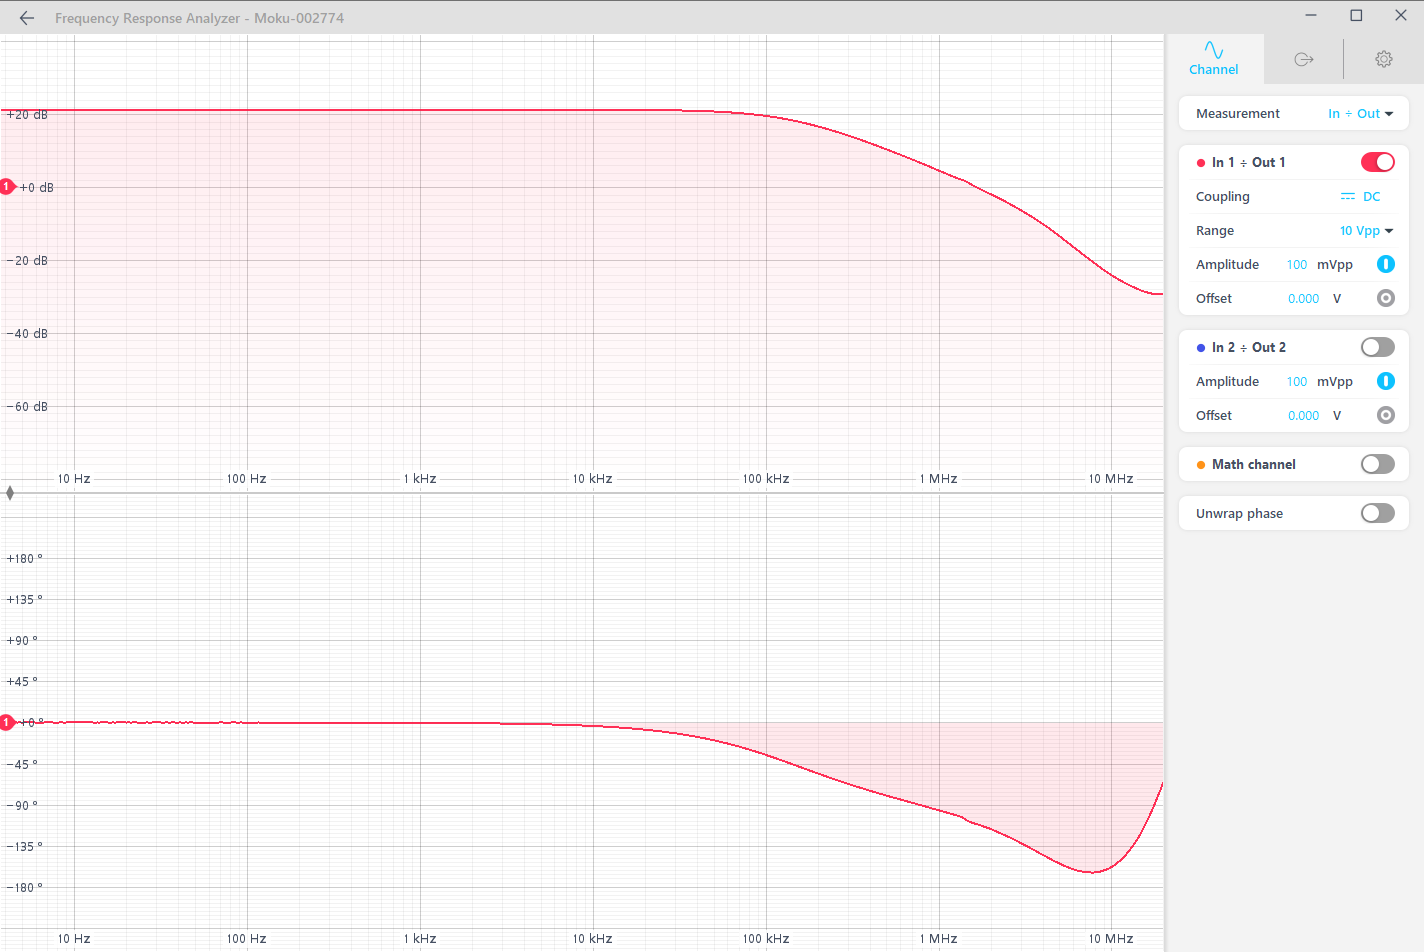 Frequency Response Analyzer - Moku-002774
+20 dB
1 +0 dB
−20 dB
−40 dB
−60 dB
10 Hz 100 Hz 1 kHz 10 kHz 100 kHz 1 MHz 10 MHz
+180 °
+135 °
+90 °
+45 °
1 +0 °
−45 °
−90 °
−135 °
−180 °
10 Hz 100 Hz 1 kHz 10 kHz 100 kHz 1 MHz 10 MHz
Channel
Measurement In ÷ Out
In 1 ÷ Out 1
Coupling DC
Range 10 Vpp
Amplitude 100 mVpp
Offset 0.000 V
In 2 ÷ Out 2
Amplitude 100 mVpp
Offset 0.000 V
Math channel
Unwrap phase